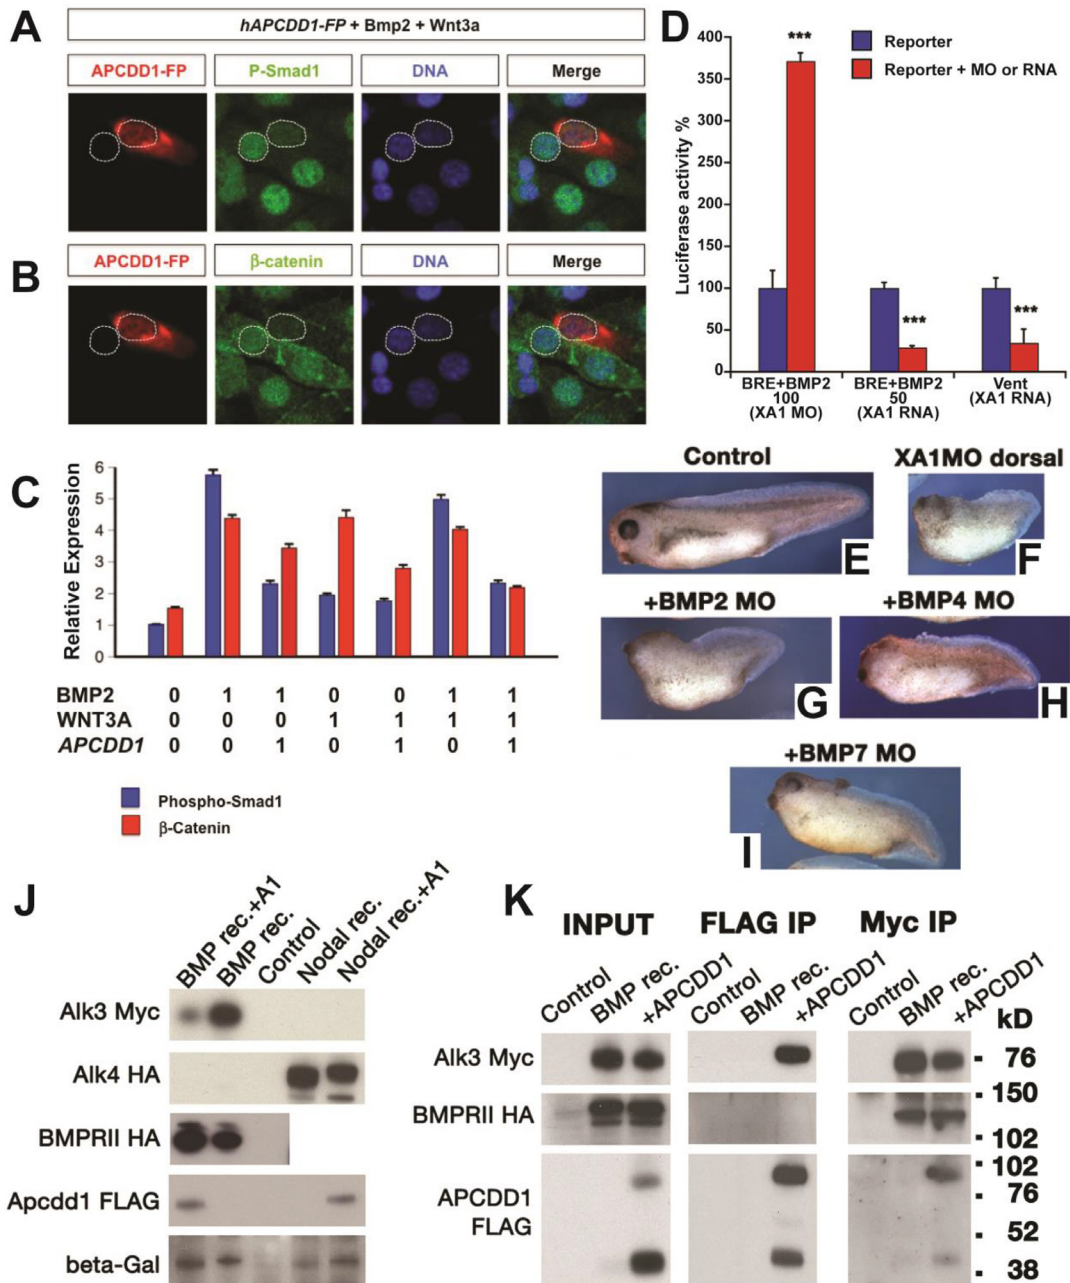 A
hAPCDD1-FP + Bmp2 + Wnt3a
APCDD1-FP P-Smad1 DNA Merge
B
APCDD1-FP β-catenin DNA Merge
C
Relative Expression
6
5
4
3
2
1
0
BMP2 0 1 1 0 0 1 1
WNT3A 0 0 0 1 1 1 1
APCDD1 0 0 1 0 1 0 1
Phospho-Smad1
β-Catenin
D
Luciferase activity %
400
350
300
250
200
150
100
50
0
***
***
***
Reporter
Reporter + MO or RNA
BRE+BMP2 100 (XA1 MO)
BRE+BMP2 50 (XA1 RNA)
Vent (XA1 RNA)
Control
E
XA1MO dorsal
F
+BMP2 MO
G
+BMP4 MO
H
+BMP7 MO
I
J
BMP rec.+A1
BMP rec.
Control
Nodal rec.
Nodal rec.+A1
Alk3 Myc
Alk4 HA
BMPRII HA
Apcdd1 FLAG
beta-Gal
K
INPUT FLAG IP Myc IP
Control BMP rec. +APCDD1 Control BMP rec. +APCDD1 Control BMP rec. +APCDD1
kD
Alk3 Myc
BMPRII HA
APCDD1
FLAG
76
150
102
102
76
52
38